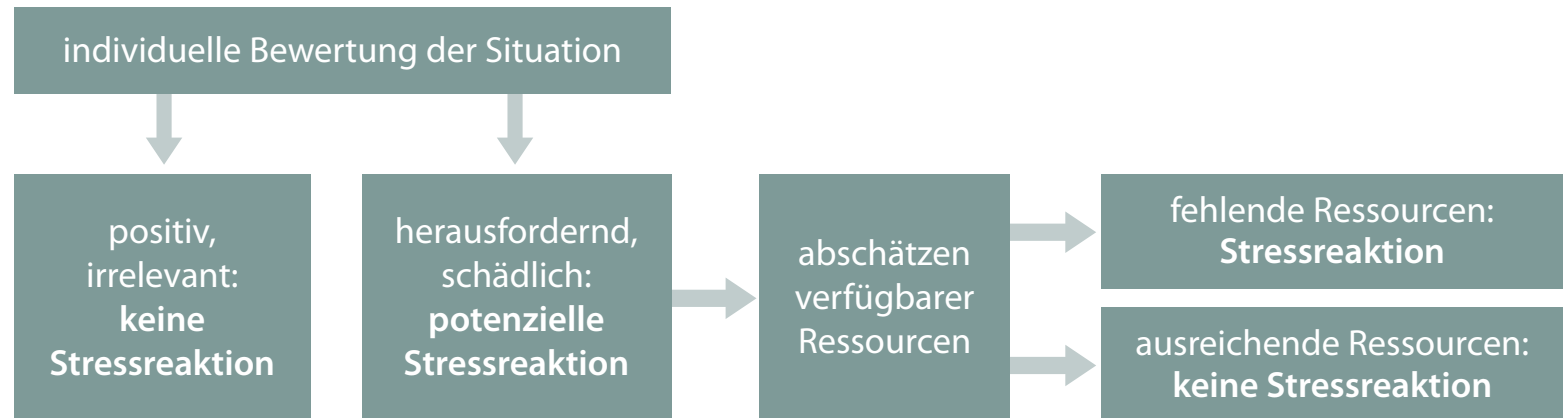 individuelle Bewertung der Situation
positiv,
irrelevant:
keine
Stressreaktion
herausfordernd,
schädlich:
potenzielle
Stressreaktion
abschätzen
verfügbarer
Ressourcen
fehlende Ressourcen:
Stressreaktion
ausreichende Ressourcen:
keine Stressreaktion